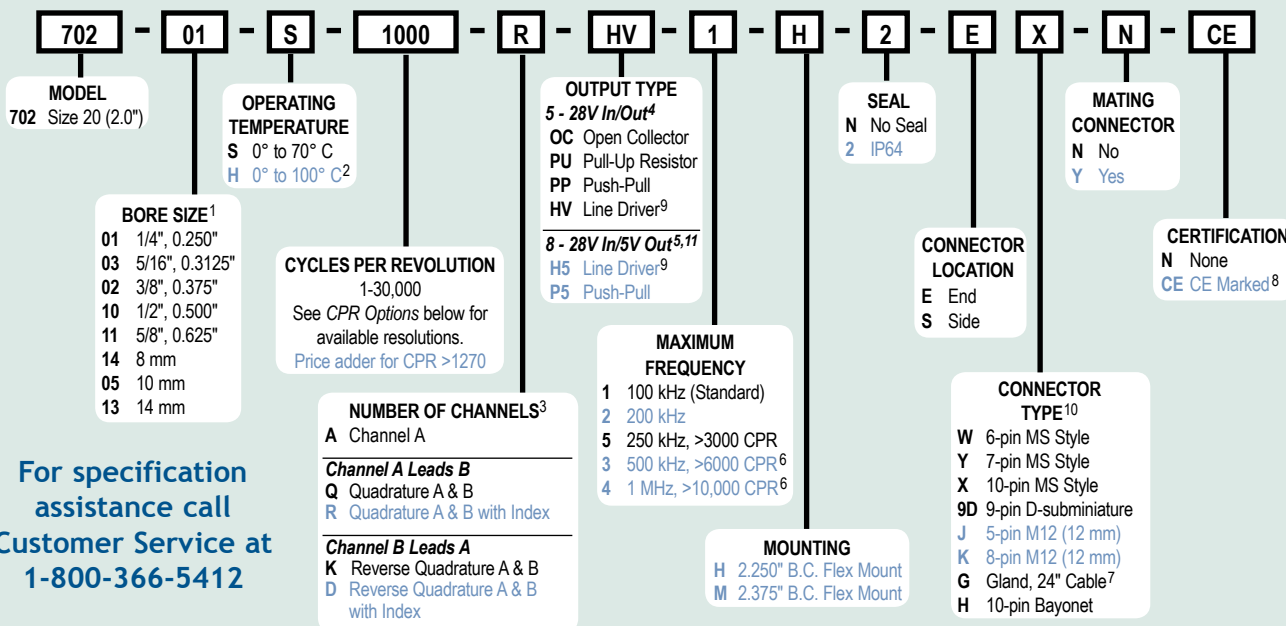 702 - 01 - S - 1000 - R - HV - 1 - H - 2 - E X - N - CE
MODEL
702 Size 20 (2.0")
BORE SIZE1
01 1/4", 0.250"
03 5/16", 0.3125"
02 3/8", 0.375"
10 1/2", 0.500"
11 5/8", 0.625"
14 8 mm
05 10 mm
13 14 mm
OPERATING
TEMPERATURE
S 0° to 70° C
H 0° to 100° C2
CYCLES PER REVOLUTION
1-30,000
See CPR Options below for
available resolutions.
Price adder for CPR >1270
NUMBER OF CHANNELS3
A Channel A
Channel A Leads B
Q Quadrature A & B
R Quadrature A & B with Index
Channel B Leads A
K Reverse Quadrature A & B
D Reverse Quadrature A & B
with Index
OUTPUT TYPE
5 - 28V In/Out4
OC Open Collector
PU Pull-Up Resistor
PP Push-Pull
HV Line Driver9
8 - 28V In/5V Out5,11
H5 Line Driver9
P5 Push-Pull
MAXIMUM
FREQUENCY
1 100 kHz (Standard)
2 200 kHz
5 250 kHz, >3000 CPR
3 500 kHz, >6000 CPR6
4 1 MHz, >10,000 CPR6
MOUNTING
H 2.250" B.C. Flex Mount
M 2.375" B.C. Flex Mount
SEAL
N No Seal
2 IP64
CONNECTOR
LOCATION
E End
S Side
CONNECTOR
TYPE10
W 6-pin MS Style
Y 7-pin MS Style
X 10-pin MS Style
9D 9-pin D-subminiature
J 5-pin M12 (12 mm)
K 8-pin M12 (12 mm)
G Gland, 24" Cable7
H 10-pin Bayonet
MATING
CONNECTOR
N No
Y Yes
CERTIFICATION
N None
CE CE Marked8
For specification
assistance call
Customer Service at
1-800-366-5412